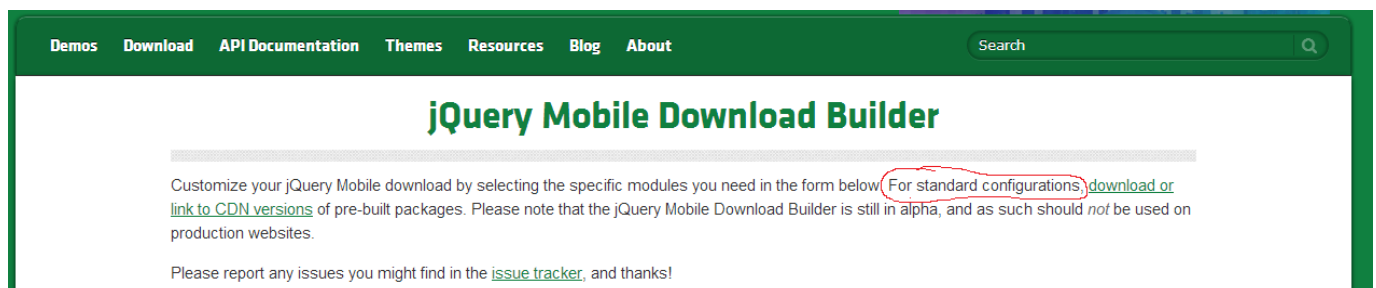 Demos Download API Documentation Themes Resources Blog About Search
jQuery Mobile Download Builder
Customize your jQuery Mobile download by selecting the specific modules you need in the form below. For standard configurations, download or
link to CDN versions of pre-built packages. Please note that the jQuery Mobile Download Builder is still in alpha, and as such should not be used on
production websites.
Please report any issues you might find in the issue tracker, and thanks!